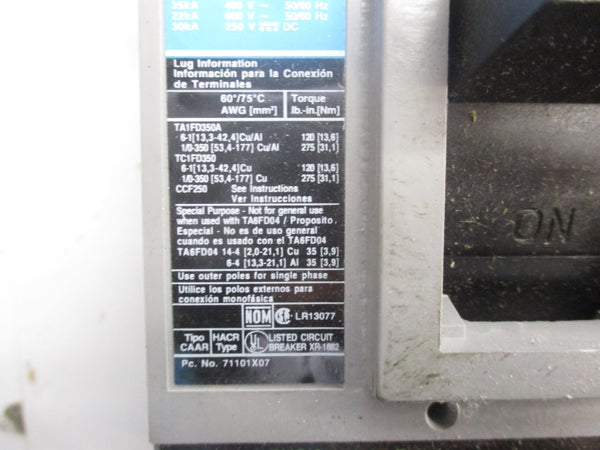 35kA 480 V ~ 50/60 Hz
22kA 600 V ~ 50/60 Hz
30kA 250 V DC
Lug Information
Información para la Conexión
de Terminales
60°/75°C Torque
AWG [mm²] lb.-in.[Nm]
TA1FD350A
6-1[13,3-42,4]Cu/Al 120 [13,6]
1/0-350 [53,4-177] Cu/Al 275 [31,1]
TC1FD350
6-1[13,3-42,4]Cu 120 [13,6]
1/0-350 [53,4-177] Cu 275 [31,1]
CCF250 See Instructions
Ver Instrucciones
Special Purpose - Not for general use
when used with TA6FD04 / Proposito
Especial - No es de uso general
cuando es usado con el TA6FD04
TA6FD04 14-4 [2,0-21,1] Cu 35 [3,9]
6-4 [13,3-21,1] Al 35 [3,9]
Use outer poles for single phase
Utilice los polos externos para
conexión monofásica
NOM LR13077
Tipo CAAR HACR Type UL LISTED CIRCUIT
BREAKER XR-1682
Pc. No. 71101X07
ON